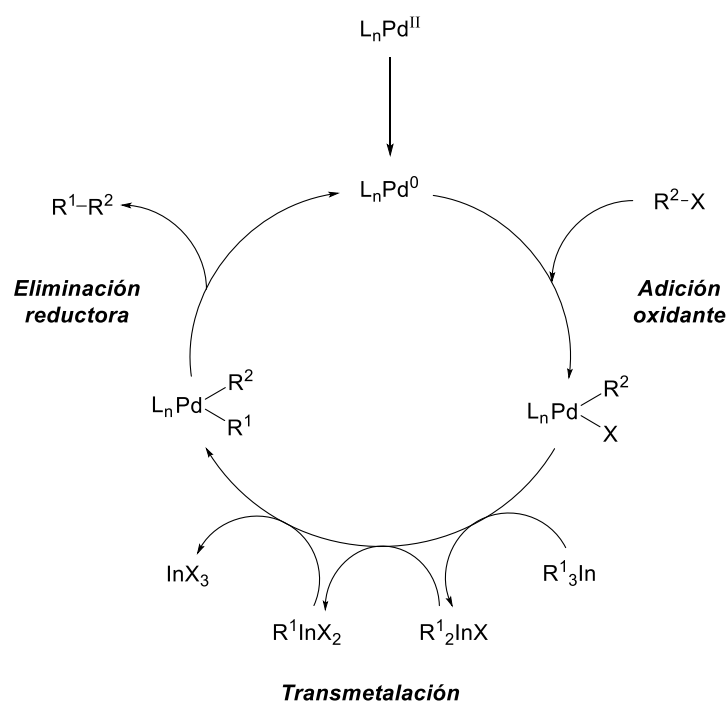 LₙPdᴵᴵ
LₙPd⁰
R¹–R²
R²-X
Eliminación
reductora
Adición
oxidante
LₙPd
R²
R¹
LₙPd
R²
X
InX₃
R¹₃In
R¹InX₂
R¹₂InX
Transmetalación